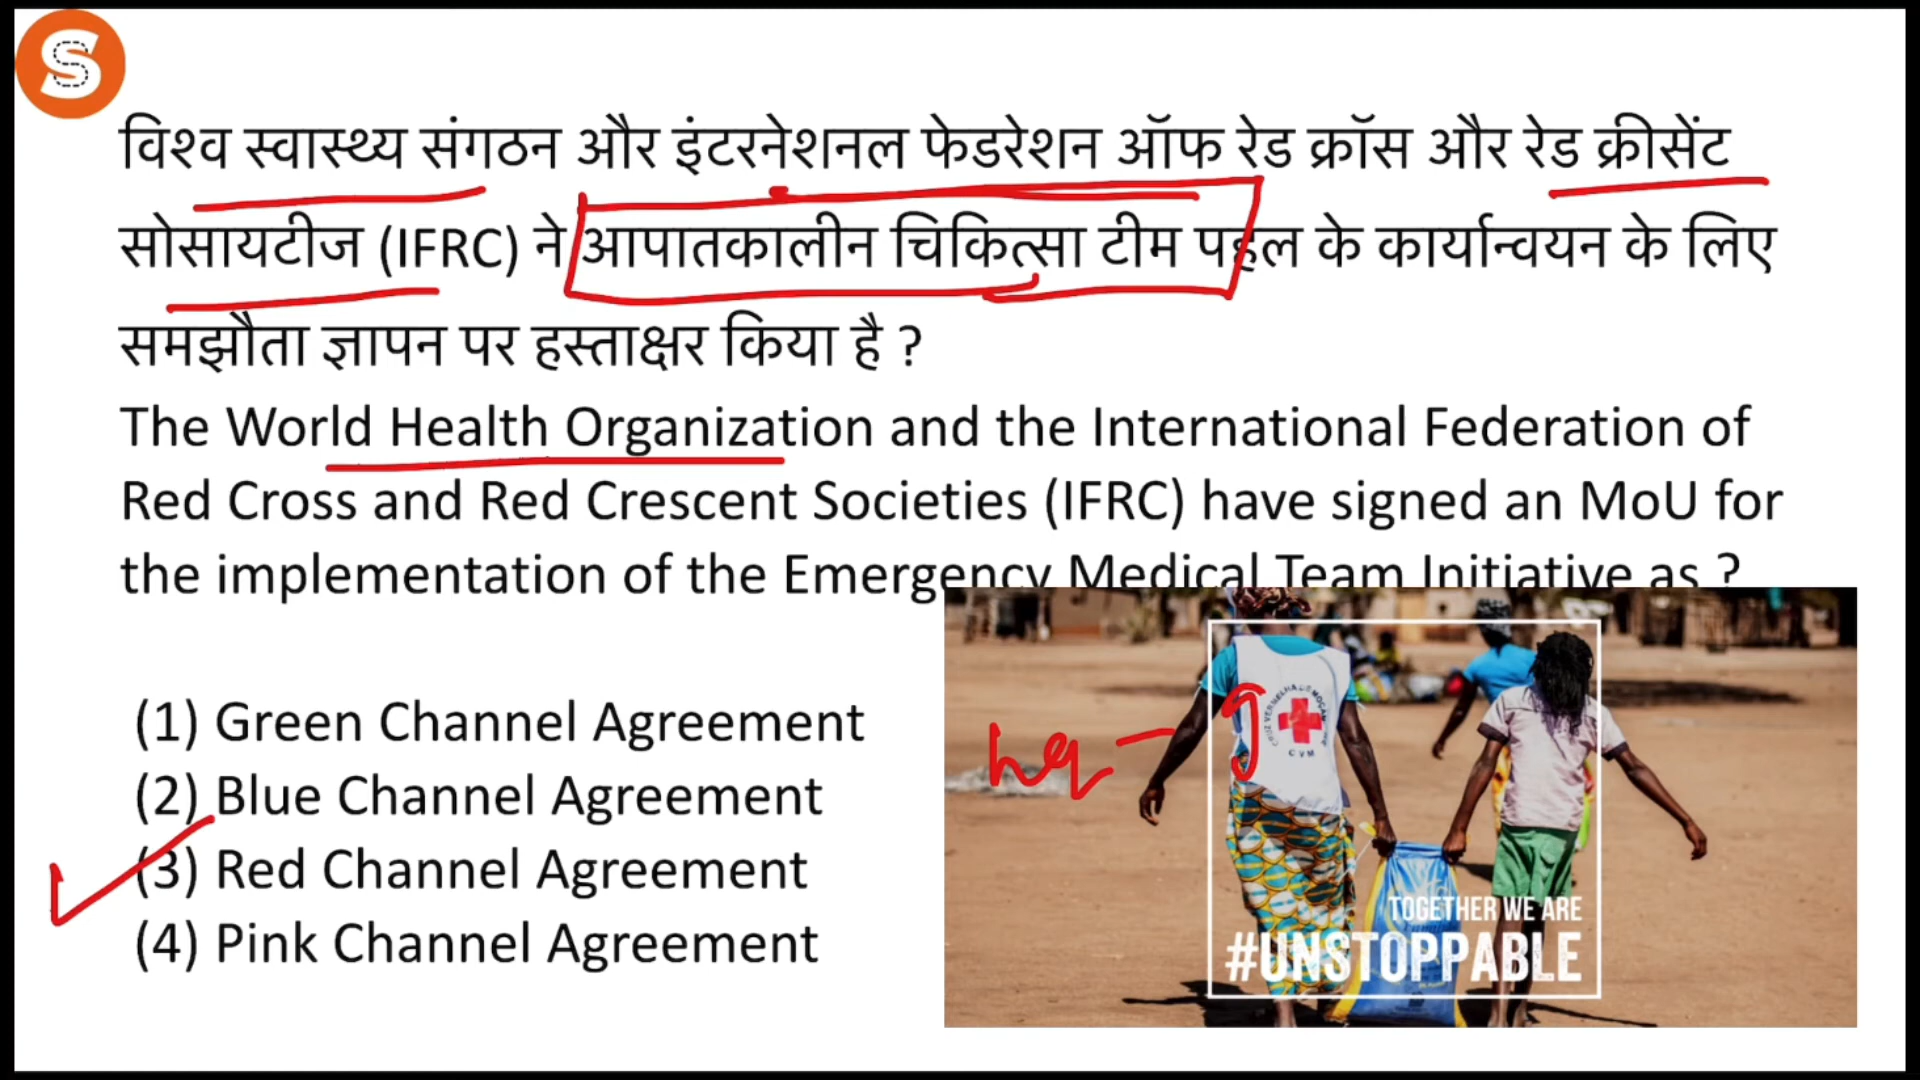 S
विश्व स्वास्थ्य संगठन और इंटरनेशनल फेडरेशन ऑफ रेड क्रॉस और रेड क्रीसेंट
सोसायटीज (IFRC) ने आपातकालीन चिकित्सा टीम पहल के कार्यान्वयन के लिए
समझौता ज्ञापन पर हस्ताक्षर किया है ?
The World Health Organization and the International Federation of
Red Cross and Red Crescent Societies (IFRC) have signed an MoU for
the implementation of the Emergency Medical Team Initiative as ?
(1) Green Channel Agreement
(2) Blue Channel Agreement
(3) Red Channel Agreement
(4) Pink Channel Agreement
hq - g
CVM
TOGETHER WE ARE
#UNSTOPPABLE